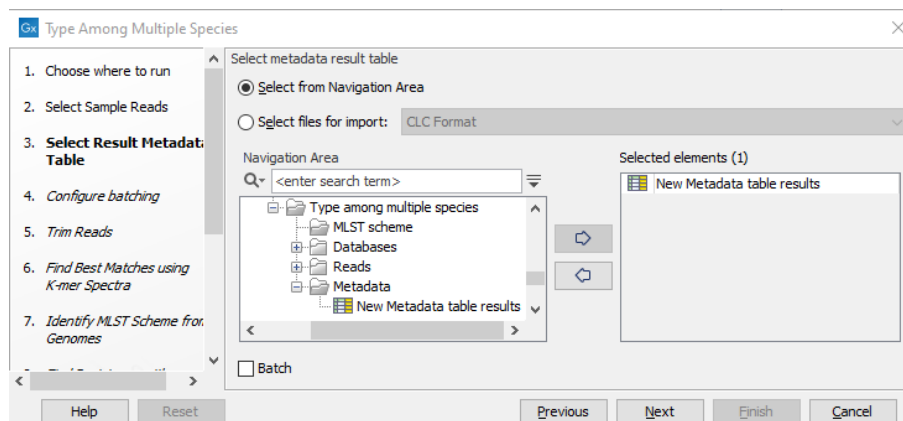 Gx Type Among Multiple Species
1. Choose where to run
2. Select Sample Reads
3. Select Result Metadata
Table
4. Configure batching
5. Trim Reads
6. Find Best Matches using
K-mer Spectra
7. Identify MLST Scheme from
Genomes
Select metadata result table
Select from Navigation Area
Select files for import: CLC Format
Navigation Area
<enter search term>
Type among multiple species
MLST scheme
Databases
Reads
Metadata
New Metadata table results
Batch
Selected elements (1)
New Metadata table results
Help Reset Previous Next Finish Cancel